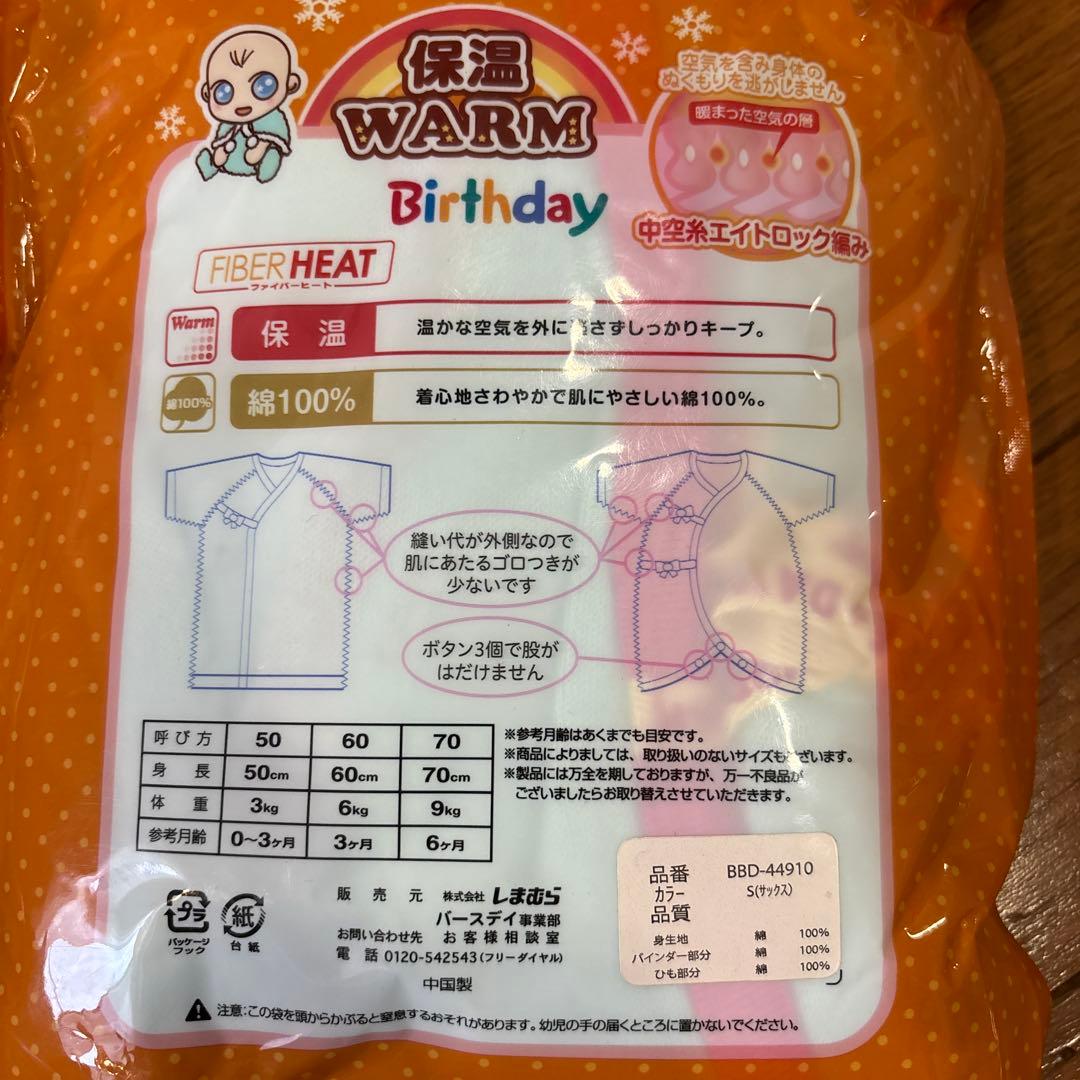 保温
WARM
Birthday
空気を含み身体の
ぬくもりを逃がしません
暖まった空気の層
中空糸エイトロック編み
FIBER HEAT
ファイバーヒート
Warm
保温
温かな空気を外に さずしっかりキープ。
綿100%
綿100%
着心地さわやかで肌にやさしい綿100%。
縫い代が外側なので
肌にあたるゴロつきが
少ないです
ボタン3個で股が
はだけません
呼び方 50 60 70
身長 50cm 60cm 70cm
体重 3kg 6kg 9kg
参考月齢 0〜3ヶ月 3ヶ月 6ヶ月
※参考月齢はあくまでも目安です。
※商品によりましては、取り扱いのないサイズもございます。
※製品には万全を期しておりますが、万一不良品が
ございましたらお取り替えさせていただきます。
プラ
パッケージ
フック
紙
台紙
販売元 株式会社 しまむら
バースデイ事業部
お問い合わせ先 お客様相談室
電話 0120-542543(フリーダイヤル)
中国製
品番 BBD-44910
カラー S(サックス)
品質
身生地 綿 100%
バインダー部分 綿 100%
ひも部分 綿 100%
注意:この袋を頭からかぶると窒息するおそれがあります。幼児の手の届くところに置かないでください。